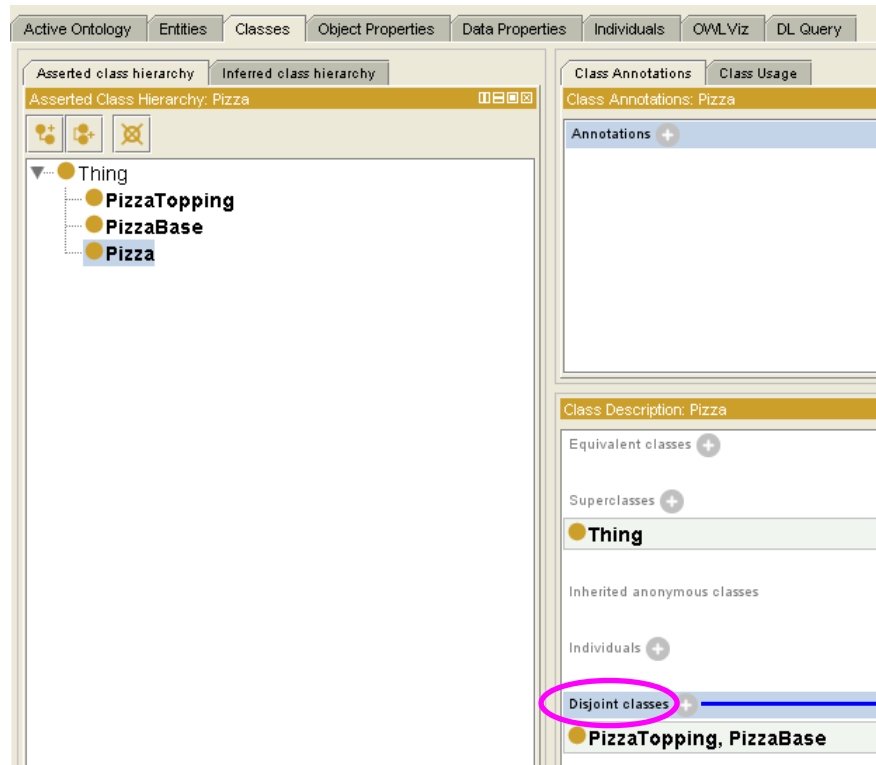 Active Ontology Entities Classes Object Properties Data Properties Individuals OWLViz DL Query
Asserted class hierarchy Inferred class hierarchy
Asserted Class Hierarchy: Pizza
Thing
PizzaTopping
PizzaBase
Pizza
Class Annotations Class Usage
Class Annotations: Pizza
Annotations
Class Description: Pizza
Equivalent classes
Superclasses
Thing
Inherited anonymous classes
Individuals
Disjoint classes
PizzaTopping, PizzaBase